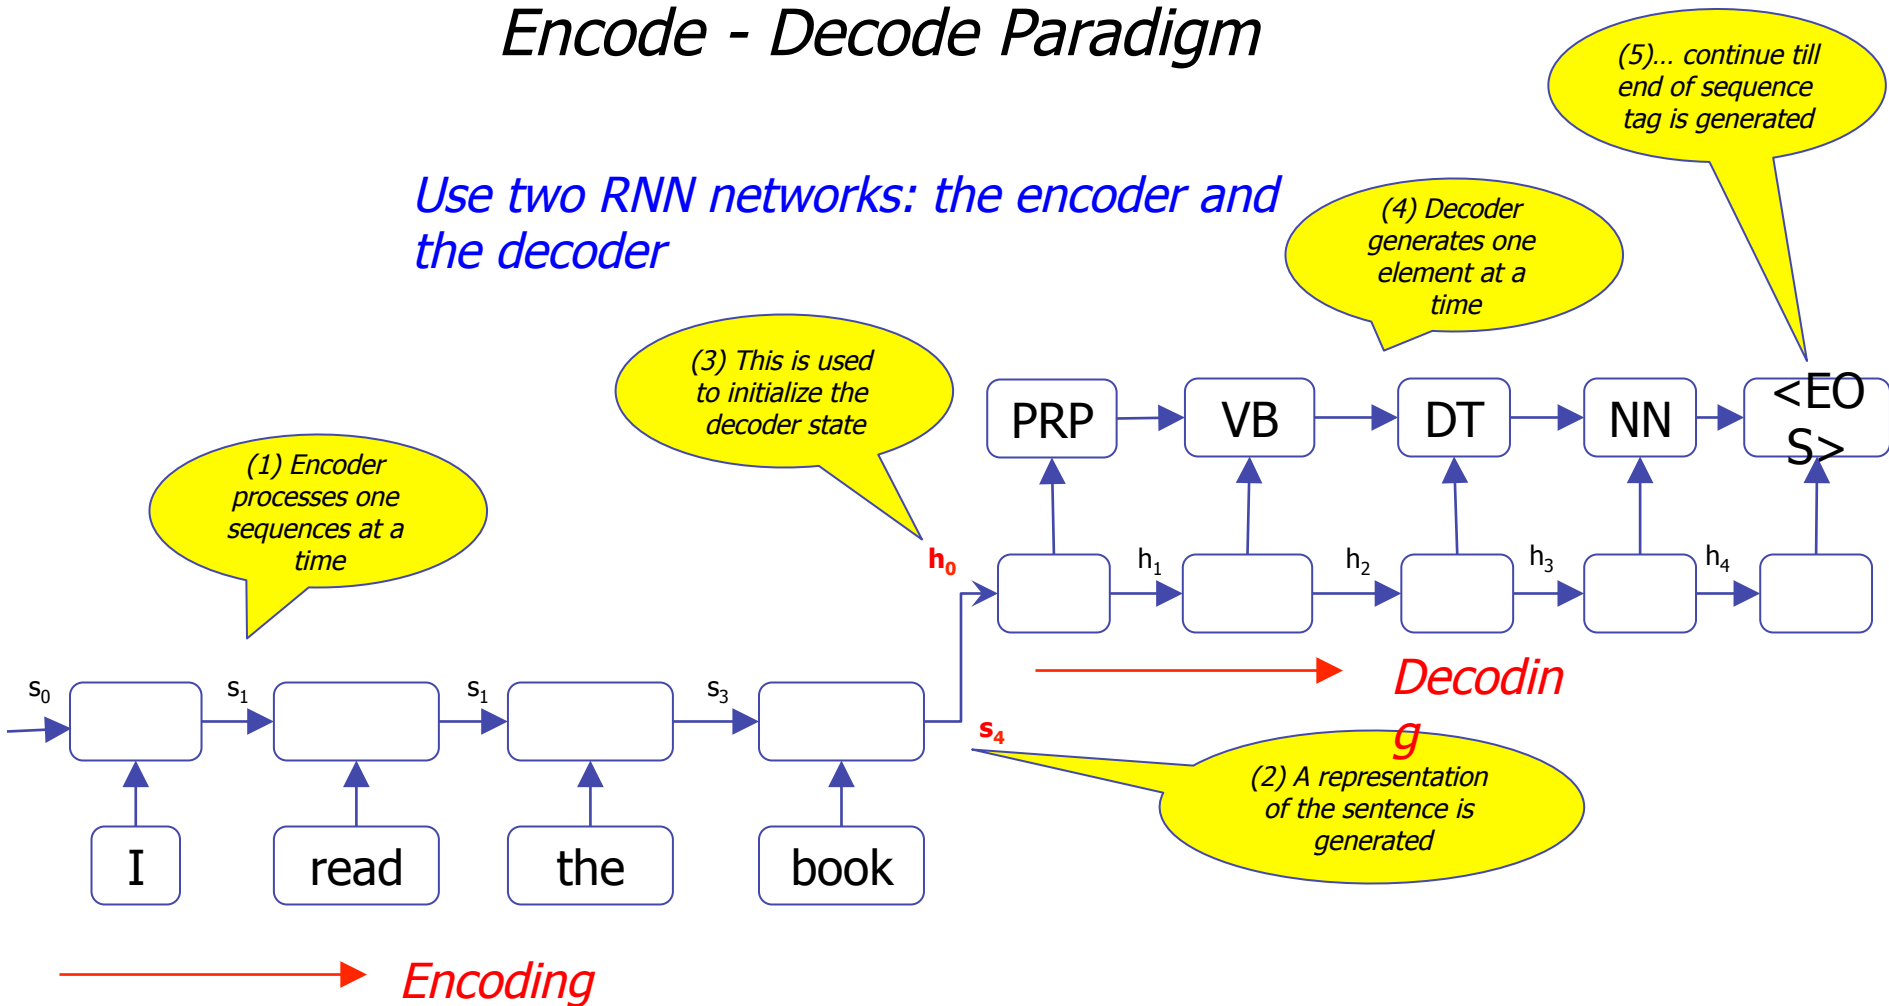 Encode - Decode Paradigm
(5)... continue till
end of sequence
tag is generated
Use two RNN networks: the encoder and
the decoder
(4) Decoder
generates one
element at a
time
(3) This is used
to initialize the
decoder state
PRP
VB
DT
NN
<EO
S>
(1) Encoder
processes one
sequences at a
time
h0
h1
h2
h3
h4
Decodin
g
s0
s1
s1
s3
s4
(2) A representation
of the sentence is
generated
I
read
the
book
Encoding